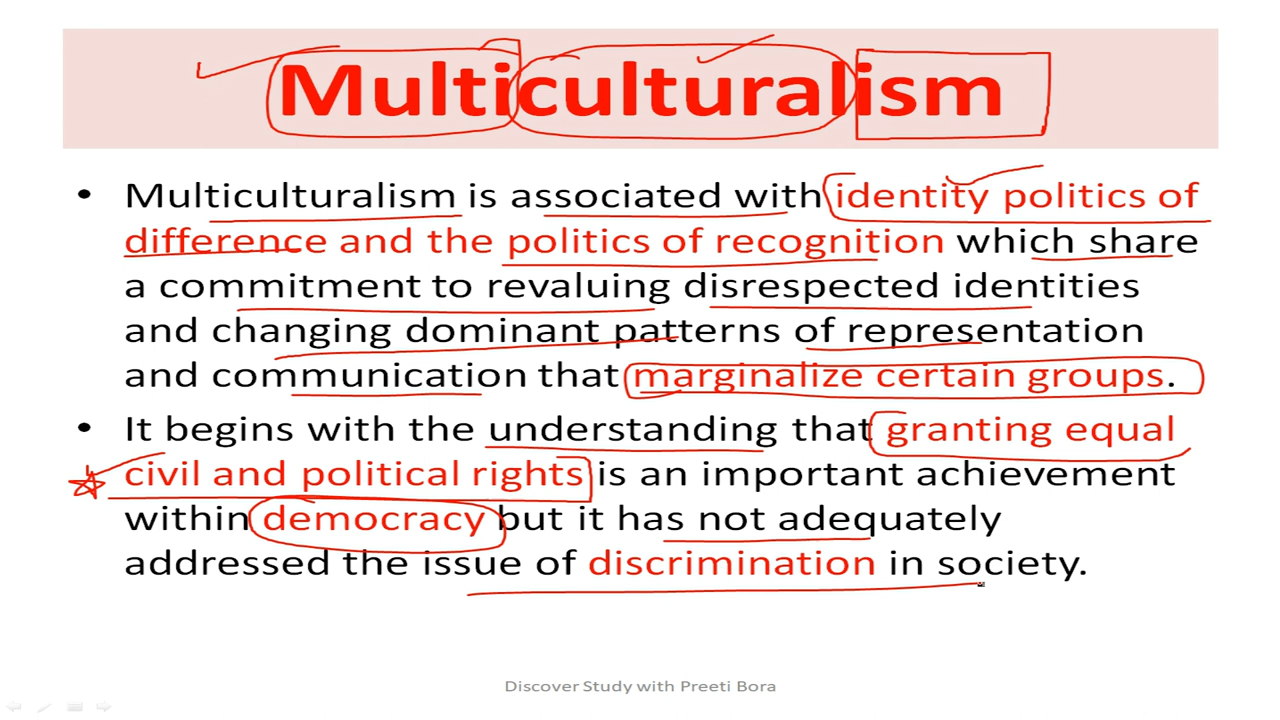 Multiculturalism
• Multiculturalism is associated with identity politics of
difference and the politics of recognition which share
a commitment to revaluing disrespected identities
and changing dominant patterns of representation
and communication that marginalize certain groups.
• It begins with the understanding that granting equal
civil and political rights is an important achievement
within democracy but it has not adequately
addressed the issue of discrimination in society.
Discover Study with Preeti Bora